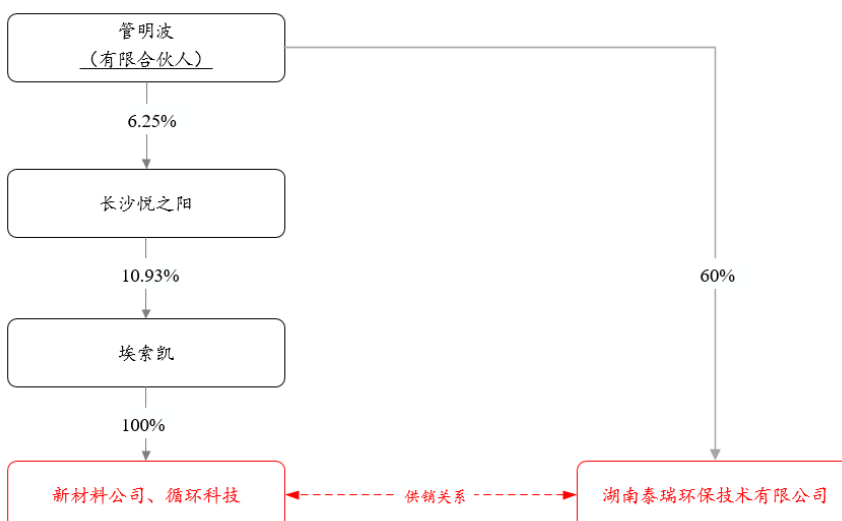 管明波
（有限合伙人）
6.25%
长沙悦之阳
10.93%
60%
埃索凯
100%
新材料公司、循环科技
供销关系
湖南泰瑞环保技术有限公司